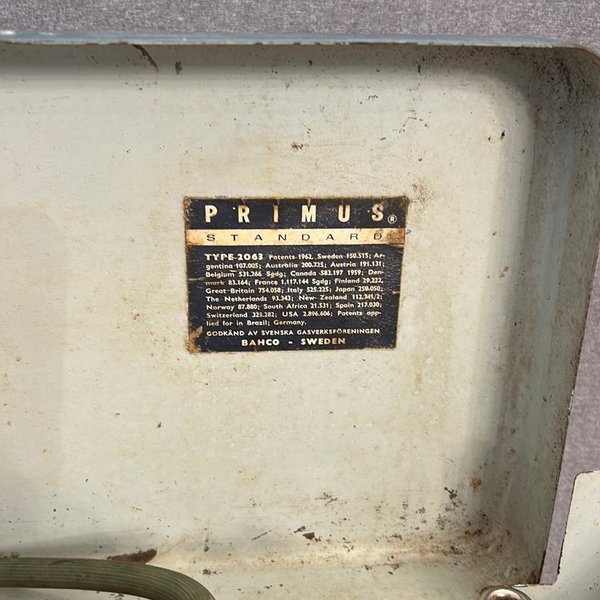 PRIMUS®
STANDARD
TYPE-2063 Patents 1962. Sweden 150.515; Ar-
gentina 107.005; Australia 200.725; Austria 191.131;
Belgium 531.266 Sgdg; Canada 583.197 1959; Den-
mark 83.164; France 1.117.144 Sgdg; Finland 29.222,
Great Britain 754.058; Italy 525.225; Japan 250.050;
The Netherlands 93.343; New Zealand 112.341/2;
Norway 87.880; South Africa 21.531; Spain 217.030;
Switzerland 323.282; USA 2.896.606; Patents app-
lied for in Brazil; Germany.
GODKÄND AV SVENSKA GASVERKSFÖRENINGEN
BAHCO - SWEDEN